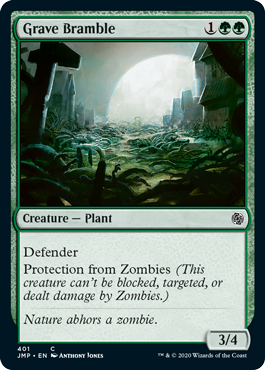 Grave Bramble 1
Creature — Plant
Defender
Protection from Zombies (This
creature can't be blocked, targeted, or
dealt damage by Zombies.)
Nature abhors a zombie.
3/4
401 C
JMP • EN Anthony Jones
™ & © 2020 Wizards of the Coast